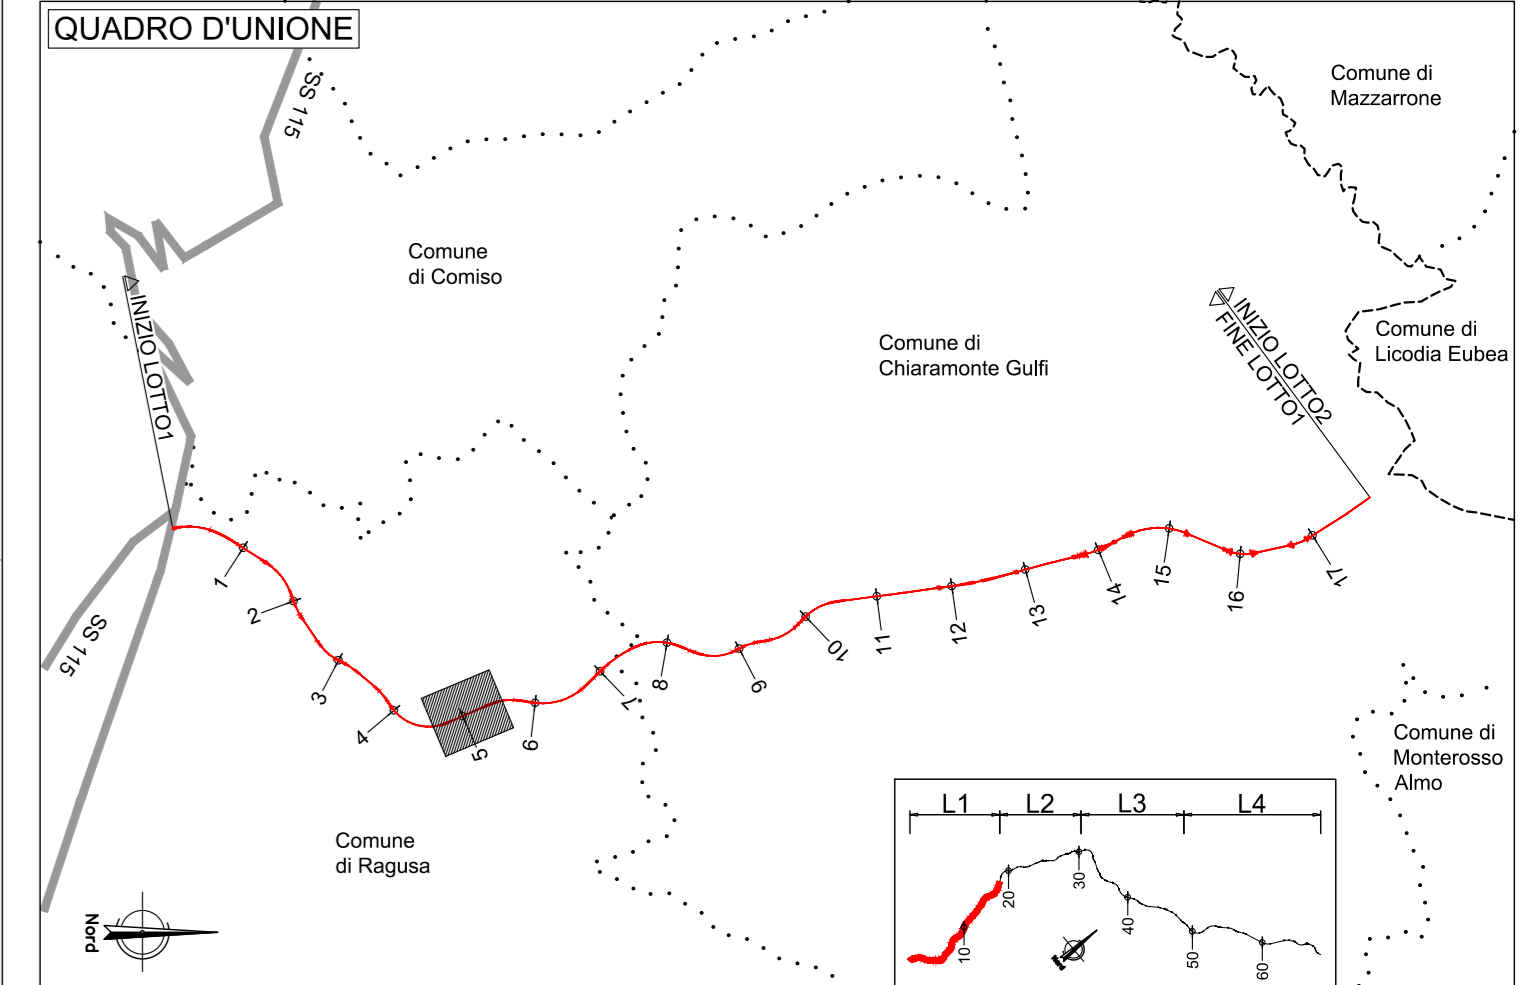 QUADRO D'UNIONE
SS 115
Comune di
Mazzarrone
Comune
di Comiso
INIZIO LOTTO1
Comune di
Chiaramonte Gulfi
INIZIO LOTTO2
FINE LOTTO1
Comune di
Licodia Eubea
1
2
3
4
5
6
7
8
9
10
11
12
13
14
15
16
17
SS 115
Comune
di Ragusa
Comune di
Monterosso
Almo
Nord
L1 L2 L3 L4
10
20
30
40
50
60
Nord